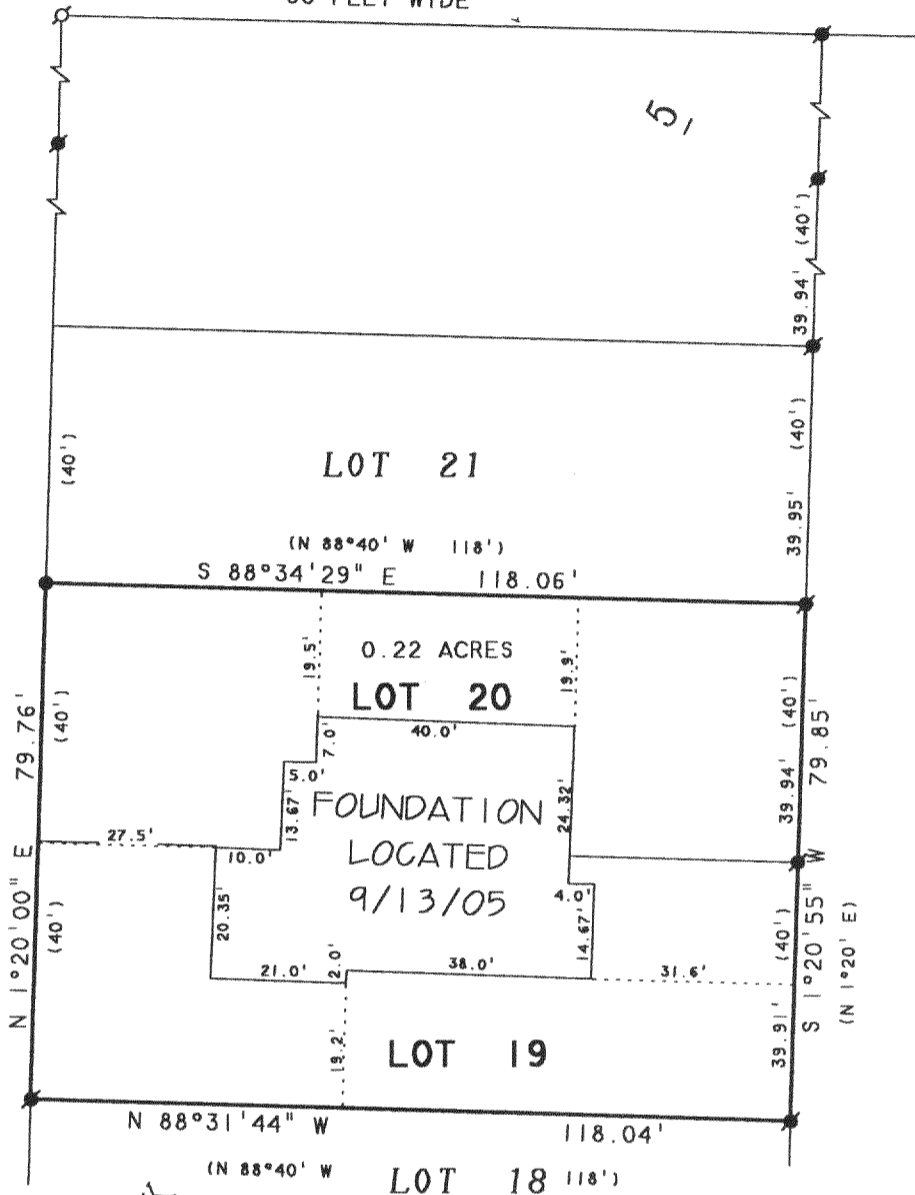 60 FEET WIDE
5
(40')
39.94'
(40')
(40')
39.95'
LOT 21
(N 88°40' W 118')
S 88°34'29" E 118.06'
19.5'
0.22 ACRES
19.9'
LOT 20
79.76'
(40')
(40')
79.85'
39.94'
7.0'
40.0'
5.0'
13.67'
24.32'
FOUNDATION
LOCATED
9/13/05
27.5'
10.0'
4.0'
20.35'
14.67'
N 1°20'00" E
(40')
(40')
S 1°20'55" W
(N 1°20' E)
21.0'
2.0'
38.0'
31.6'
39.91'
19.2'
LOT 19
N 88°31'44" W 118.04'
(N 88°40' W 118')
LOT 18